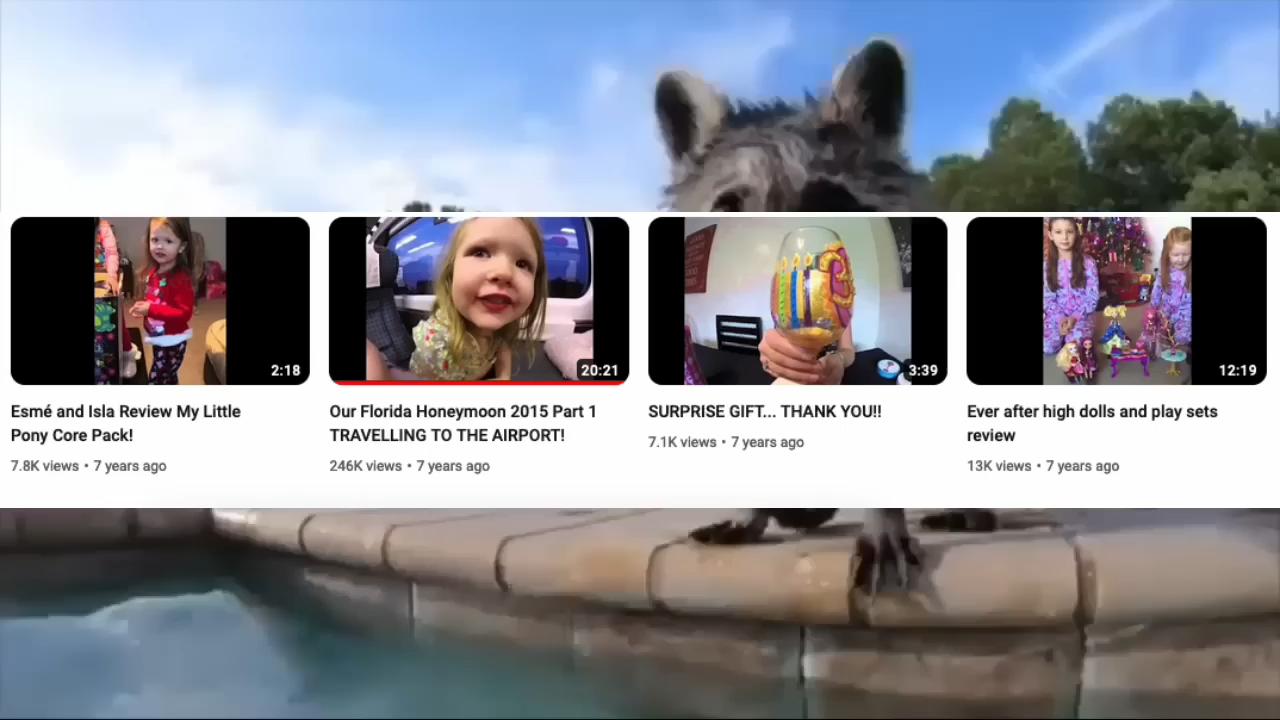 2:18
20:21
3:39
12:19
Esmé and Isla Review My Little
Pony Core Pack!
7.8K views • 7 years ago
Our Florida Honeymoon 2015 Part 1
TRAVELLING TO THE AIRPORT!
246K views • 7 years ago
SURPRISE GIFT... THANK YOU!!
7.1K views • 7 years ago
Ever after high dolls and play sets
review
13K views • 7 years ago